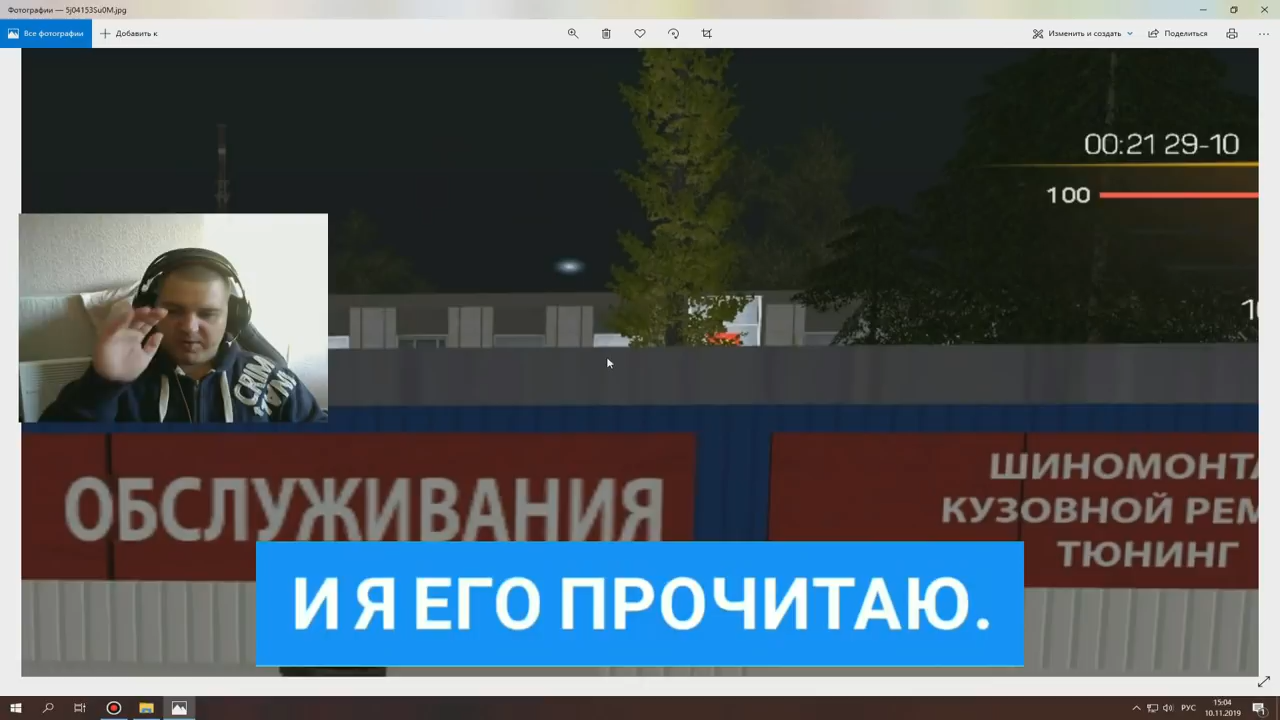 Фотографии — 5j04153Su0M.jpg
Все фотографии
Добавить к
Изменить и создать
Поделиться
00:21 29-10
100
CRIM
ОБСЛУЖИВАНИЯ
ШИНОМОНТА
КУЗОВНОЙ РЕМ
ТЮНИНГ
И Я ЕГО ПРОЧИТАЮ.
РУС
15:04
10.11.2019